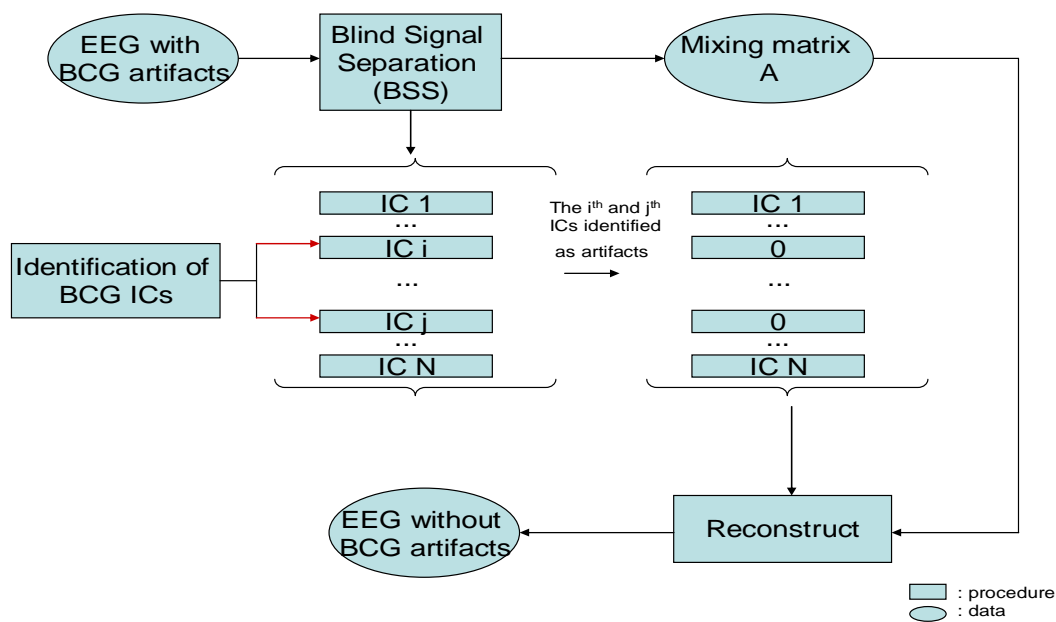 EEG with
BCG artifacts
Blind Signal
Separation
(BSS)
Mixing matrix
A
IC 1
...
IC i
...
IC j
...
IC N
The ith and jth
ICs identified
as artifacts
IC 1
...
0
...
0
...
IC N
Identification of
BCG ICs
EEG without
BCG artifacts
Reconstruct
: procedure
: data